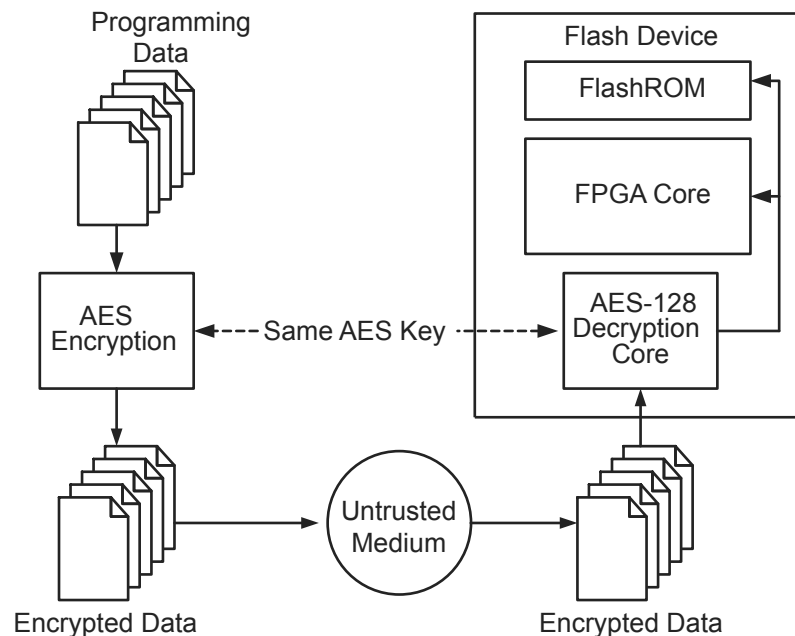 Programming
Data
Flash Device
FlashROM
FPGA Core
AES
Encryption
Same AES Key
AES-128
Decryption
Core
Untrusted
Medium
Encrypted Data
Encrypted Data